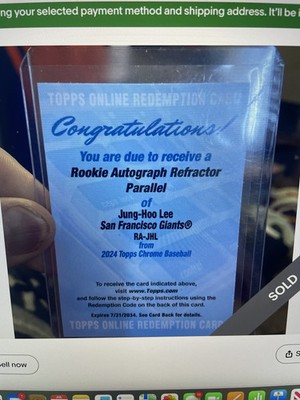 ng your selected payment method and shipping address. It'll be
TOPPS ONLINE REDEMPTION CARD
Congratulations!
You are due to receive a
Rookie Autograph Refractor
Parallel
of
Jung-Hoo Lee
San Francisco Giants®
RA-JHL
from
2024 Topps Chrome Baseball
To receive the card indicated above,
visit www.Topps.com
and follow the step-by-step instructions using the
Redemption Code on the back of this card.
Expires 7/31/2034. See Card Back for details.
TOPPS ONLINE REDEMPTION CARD
SOLD
ell now
S